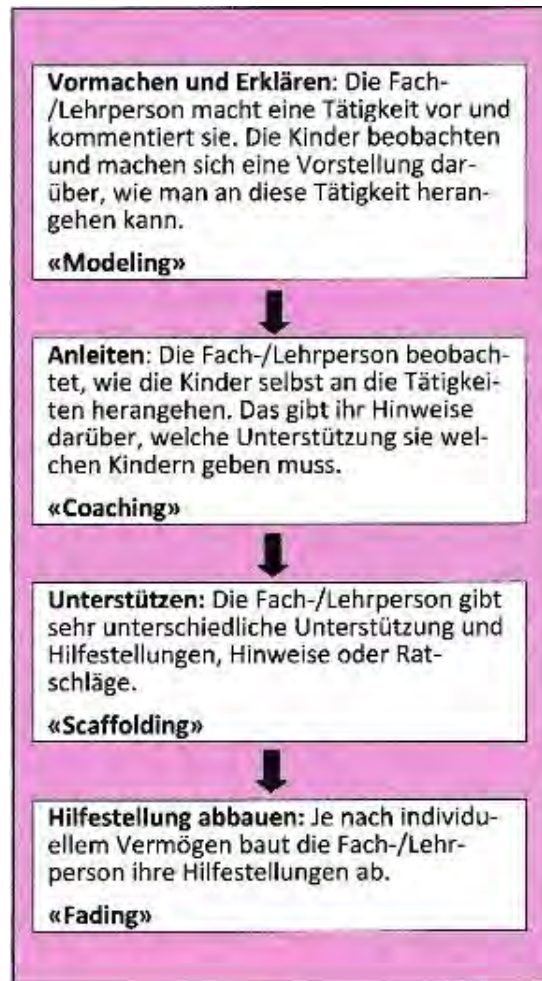 Vormachen und Erklären: Die Fach-
/Lehrperson macht eine Tätigkeit vor und
kommentiert sie. Die Kinder beobachten
und machen sich eine Vorstellung dar-
über, wie man an diese Tätigkeit heran-
gehen kann.
«Modeling»
Anleiten: Die Fach-/Lehrperson beobach-
tet, wie die Kinder selbst an die Tätigkei-
ten herangehen. Das gibt ihr Hinweise
darüber, welche Unterstützung sie wel-
chen Kindern geben muss.
«Coaching»
Unterstützen: Die Fach-/Lehrperson gibt
sehr unterschiedliche Unterstützung und
Hilfestellungen, Hinweise oder Rat-
schläge.
«Scaffolding»
Hilfestellung abbauen: Je nach individu-
ellem Vermögen baut die Fach-/Lehr-
person ihre Hilfestellungen ab.
«Fading»